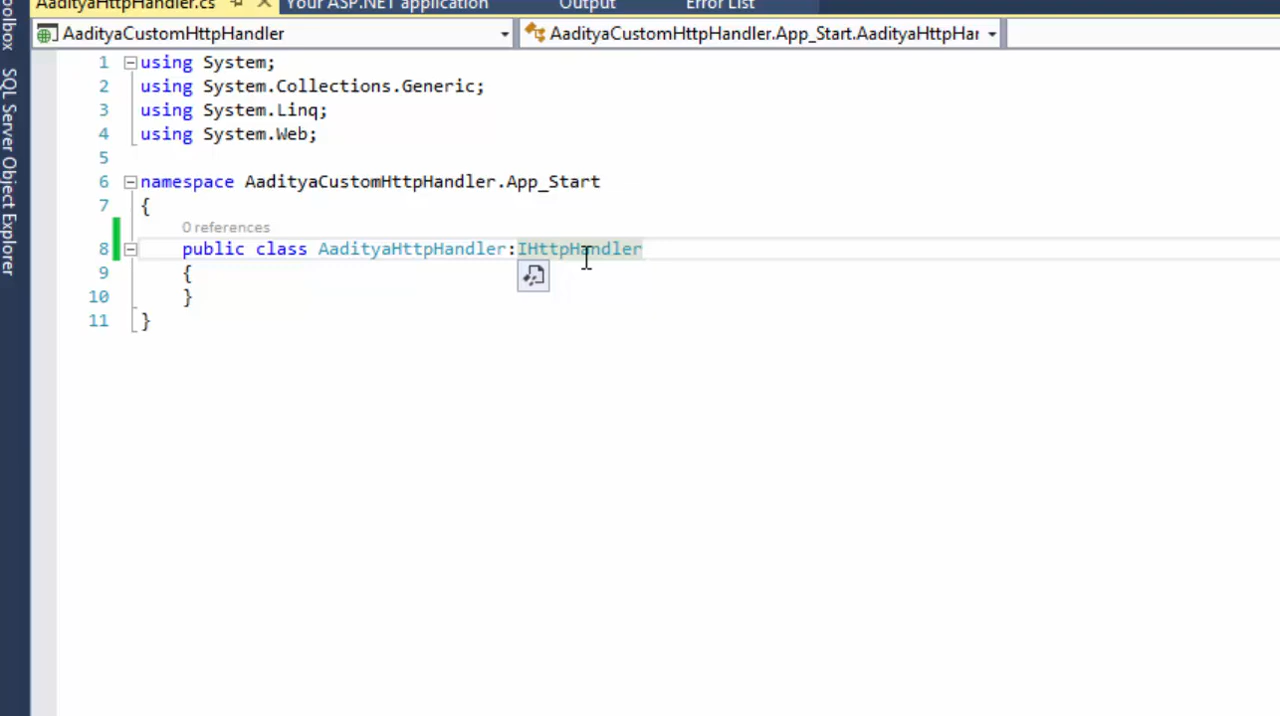 AadityaHttpHandler.cs Your ASP.NET application Output Error List
AadityaCustomHttpHandler AadityaCustomHttpHandler.App_Start.AadityaHttpHar
SQL Server Object Explorer
1 using System;
2 using System.Collections.Generic;
3 using System.Linq;
4 using System.Web;
5
6 namespace AadityaCustomHttpHandler.App_Start
7 {
0 references
8 public class AadityaHttpHandler:IHttpHandler
9 {
10 }
11 }